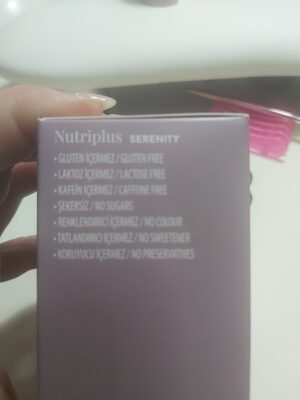 Nutriplus SERENITY
• GLUTEN İÇERMEZ / GLUTEN FREE
• LAKTOZ İÇERMEZ / LACTOSE FREE
• KAFEİN İÇERMEZ / CAFFEINE FREE
• ŞEKERSİZ / NO SUGARS
• RENKLENDİRİCİ İÇERMEZ / NO COLOUR
• TATLANDIRICI İÇERMEZ / NO SWEETENER
• KORUYUCU İÇERMEZ / NO PRESERVATIVES